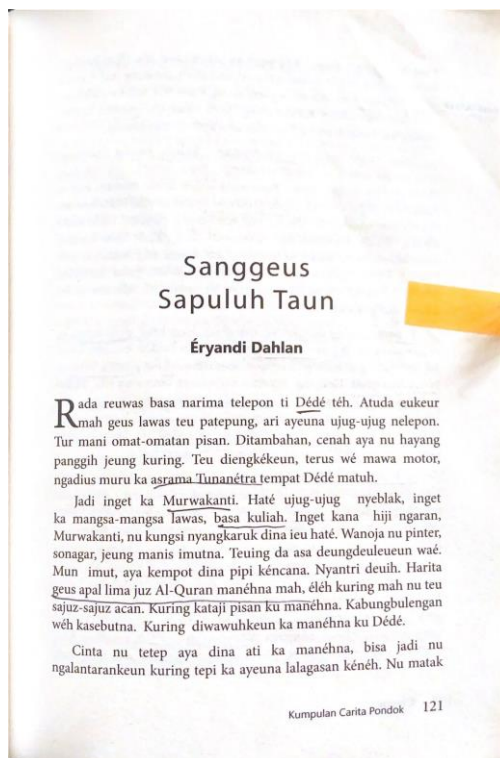 Sanggeus
Sapuluh Taun
Éryandi Dahlan
Rada reuwas basa narima telepon ti Dédé téh. Atuda eukeur
mah geus lawas teu patepung, ari ayeuna ujug-ujug nelepon.
Tur mani omat-omatan pisan. Ditambahan, cenah aya nu hayang
panggih jeung kuring. Teu diengkékeun, terus wé mawa motor,
ngadius muru ka asrama Tunanétra tempat Dédé matuh.
Jadi inget ka Murwakanti. Haté ujug-ujug nyeblak, inget
ka mangsa-mangsa lawas, basa kuliah. Inget kana hiji ngaran,
Murwakanti, nu kungsi nyangkaruk dina ieu haté. Wanoja nu pinter,
sonagar, jeung manis imutna. Teuing da asa deungdeuleueun waé.
Mun imut, aya kempot dina pipi kéncana. Nyantri deuih. Harita
geus apal lima juz Al-Quran manéhna mah, éléh kuring mah nu teu
sajuz-sajuz acan. Kuring kataji pisan ku manéhna. Kabungbulengan
wéh kasebutna. Kuring diwawuhkeun ka manéhna ku Dédé.
Cinta nu tetep aya dina ati ka manéhna, bisa jadi nu
ngalantarankeun kuring tepi ka ayeuna lalagasan kénéh. Nu matak
Kumpulan Carita Pondok 121